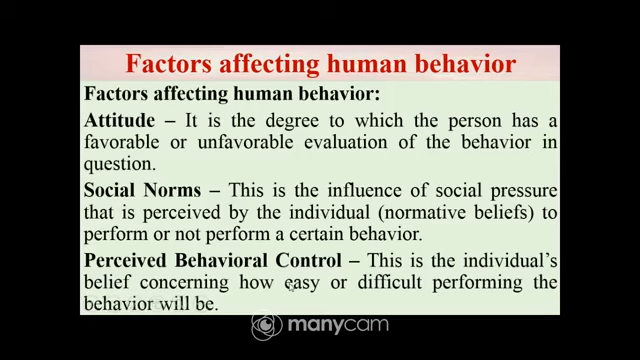 Factors affecting human behavior
Factors affecting human behavior:
Attitude – It is the degree to which the person has a
favorable or unfavorable evaluation of the behavior in
question.
Social Norms – This is the influence of social pressure
that is perceived by the individual (normative beliefs) to
perform or not perform a certain behavior.
Perceived Behavioral Control – This is the individual's
belief concerning how easy or difficult performing the
behavior will be.
manycam